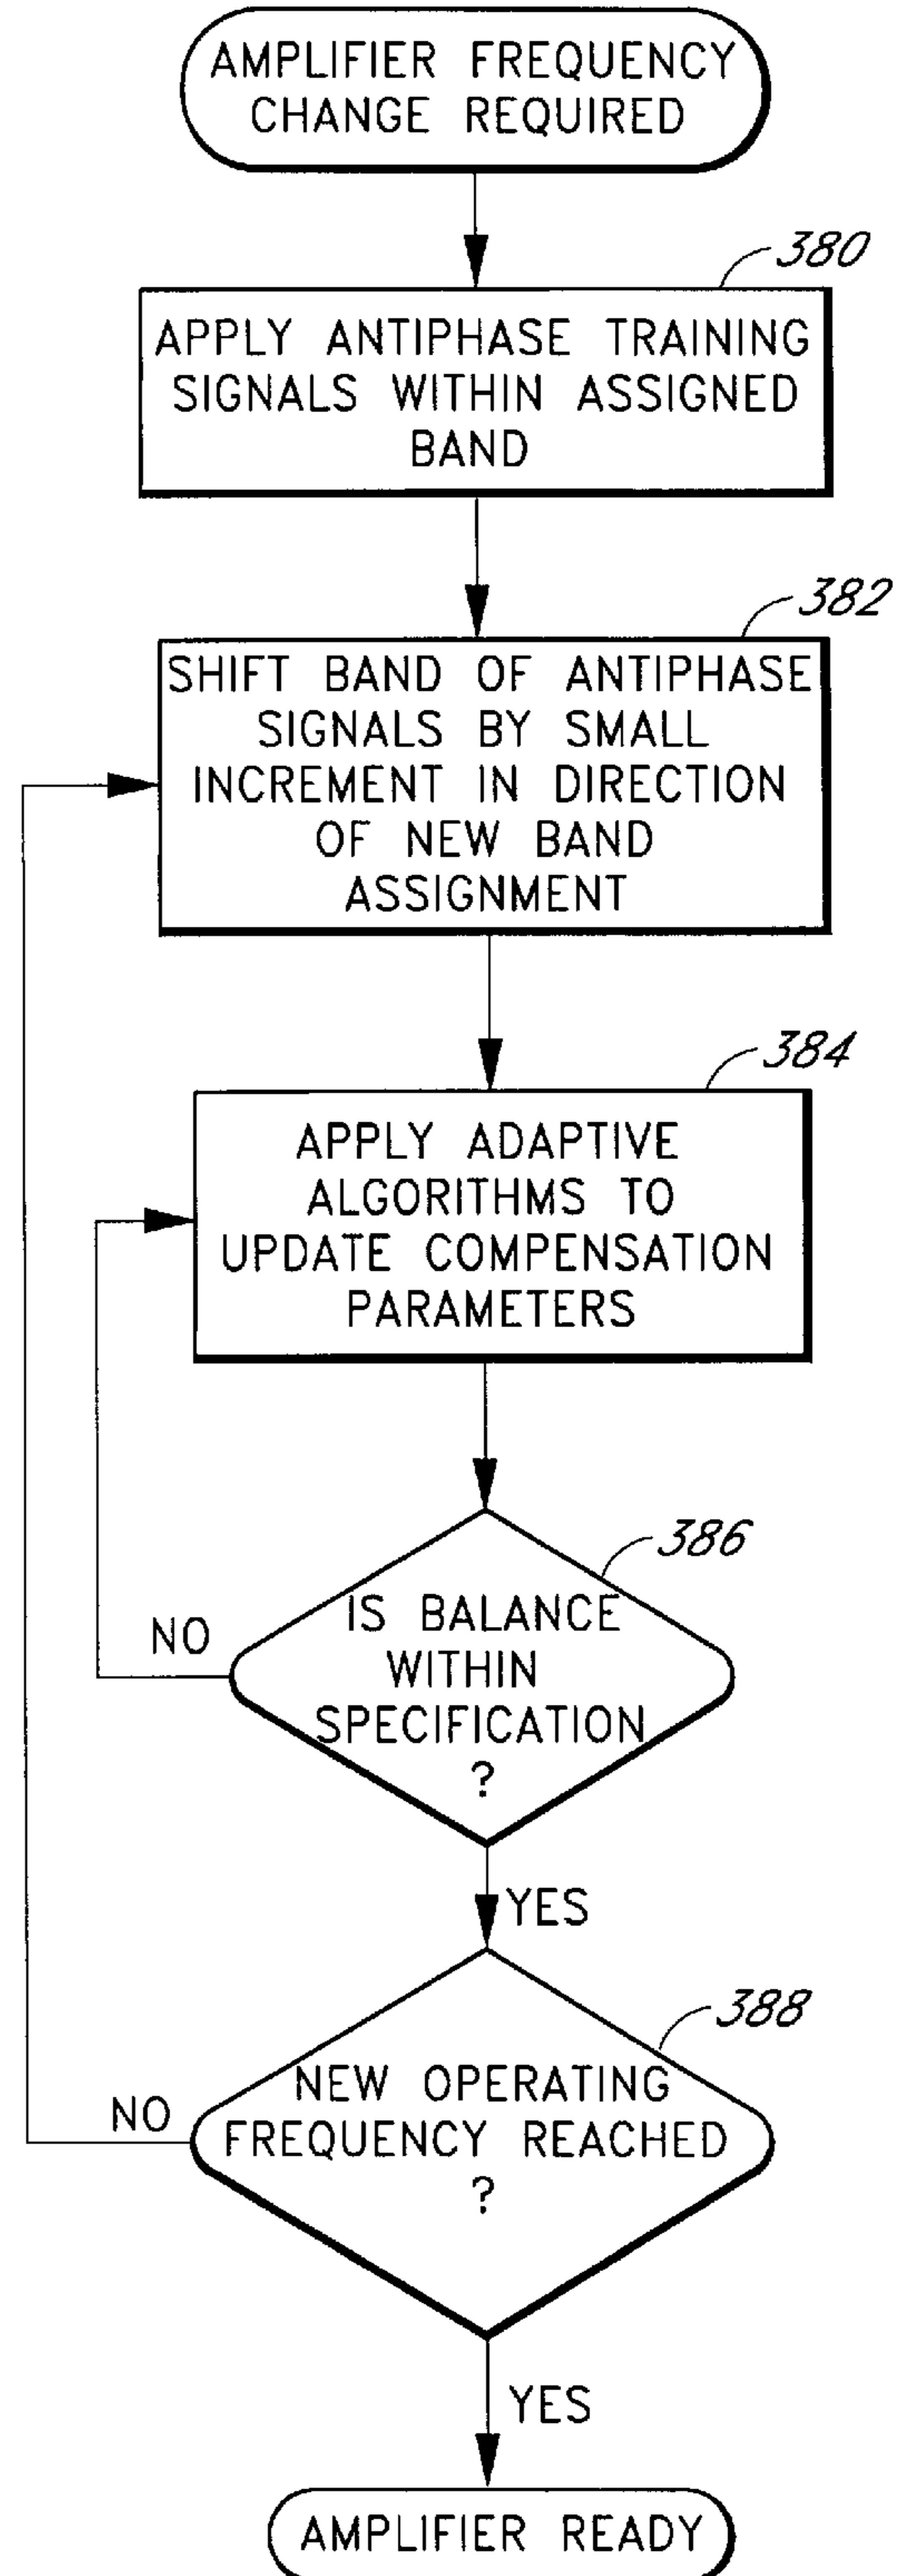 AMPLIFIER FREQUENCY
CHANGE REQUIRED
380
APPLY ANTIPHASE TRAINING
SIGNALS WITHIN ASSIGNED
BAND
382
SHIFT BAND OF ANTIPHASE
SIGNALS BY SMALL
INCREMENT IN DIRECTION
OF NEW BAND
ASSIGNMENT
384
APPLY ADAPTIVE
ALGORITHMS TO
UPDATE COMPENSATION
PARAMETERS
386
IS BALANCE
WITHIN
SPECIFICATION
?
NO
YES
388
NEW OPERATING
FREQUENCY REACHED
?
NO
YES
AMPLIFIER READY